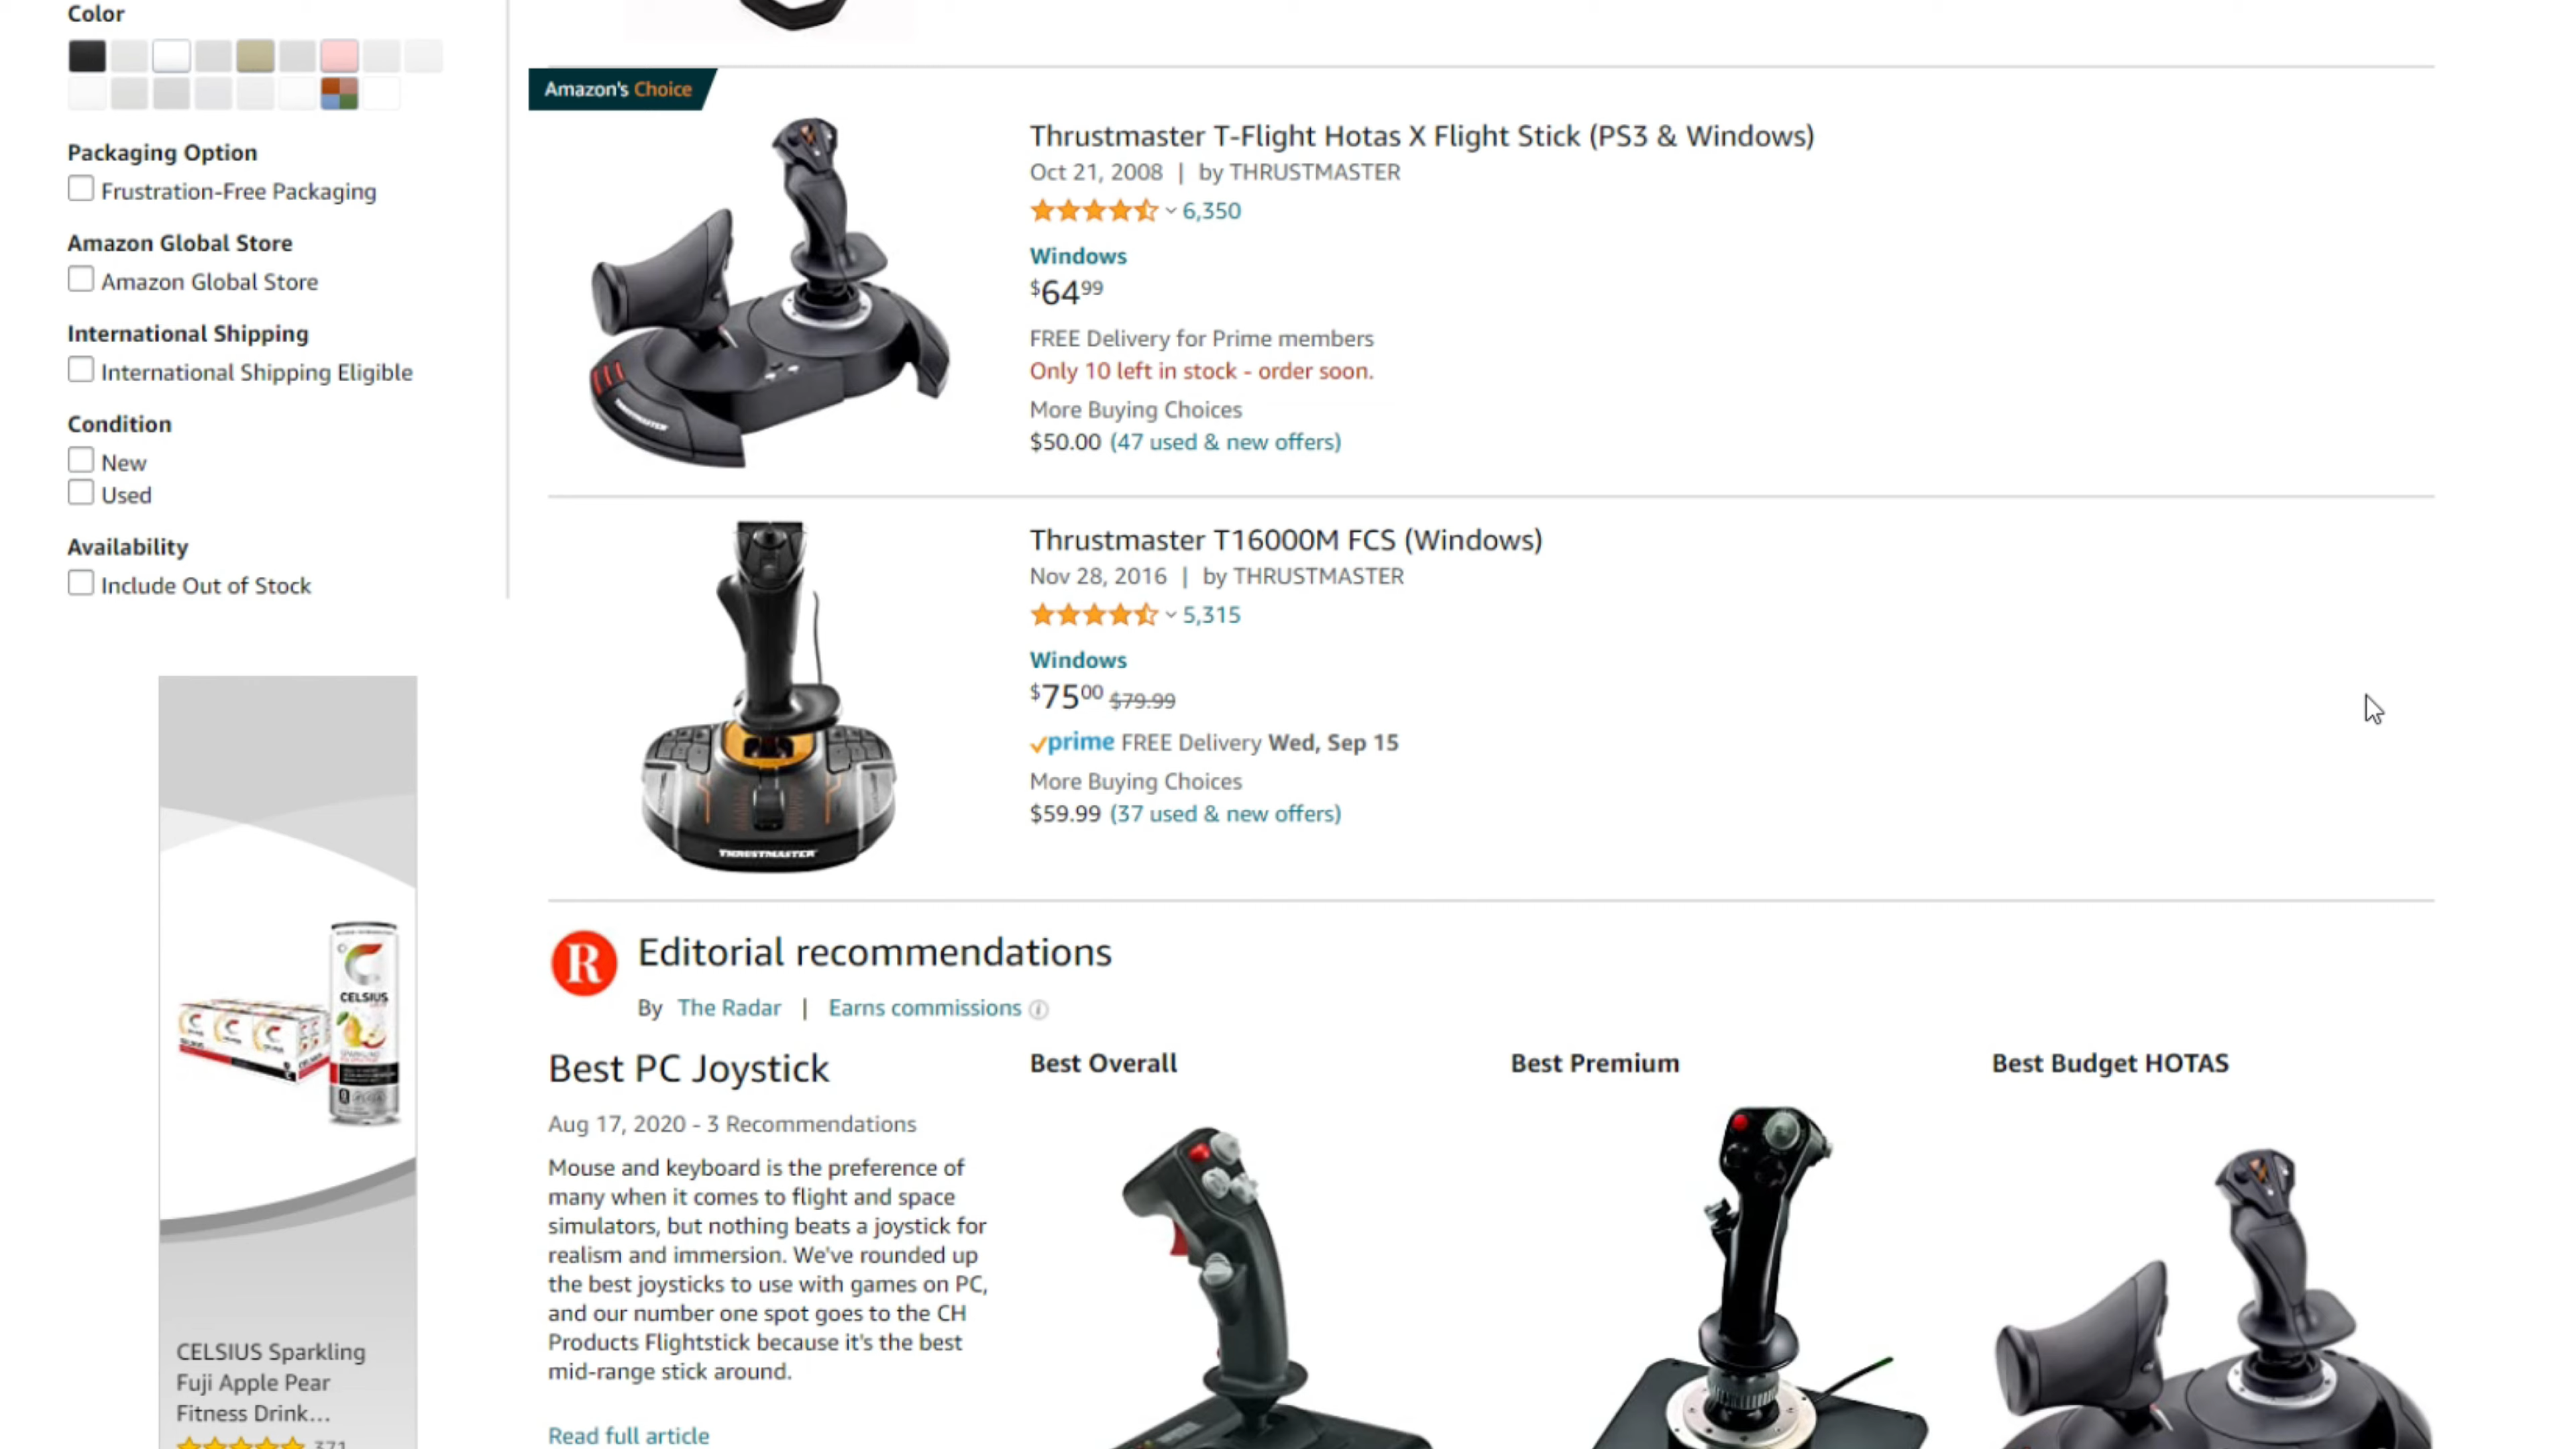 Color
Packaging Option
Frustration-Free Packaging
Amazon Global Store
Amazon Global Store
International Shipping
International Shipping Eligible
Condition
New
Used
Availability
Include Out of Stock
CELSIUS
CELSIUS Sparkling
Fuji Apple Pear
Fitness Drink...
371
Amazon's Choice
THRUSTMASTER
Thrustmaster T-Flight Hotas X Flight Stick (PS3 & Windows)
Oct 21, 2008 | by THRUSTMASTER
6,350
Windows
$64 99
FREE Delivery for Prime members
Only 10 left in stock - order soon.
More Buying Choices
$50.00 (47 used & new offers)
THRUSTMASTER
Thrustmaster T16000M FCS (Windows)
Nov 28, 2016 | by THRUSTMASTER
5,315
Windows
$75 00 $79.99
prime FREE Delivery Wed, Sep 15
More Buying Choices
$59.99 (37 used & new offers)
R
Editorial recommendations
By The Radar | Earns commissions
Best PC Joystick
Aug 17, 2020 - 3 Recommendations
Mouse and keyboard is the preference of
many when it comes to flight and space
simulators, but nothing beats a joystick for
realism and immersion. We've rounded up
the best joysticks to use with games on PC,
and our number one spot goes to the CH
Products Flightstick because it's the best
mid-range stick around.
Read full article
Best Overall
Best Premium
Best Budget HOTAS